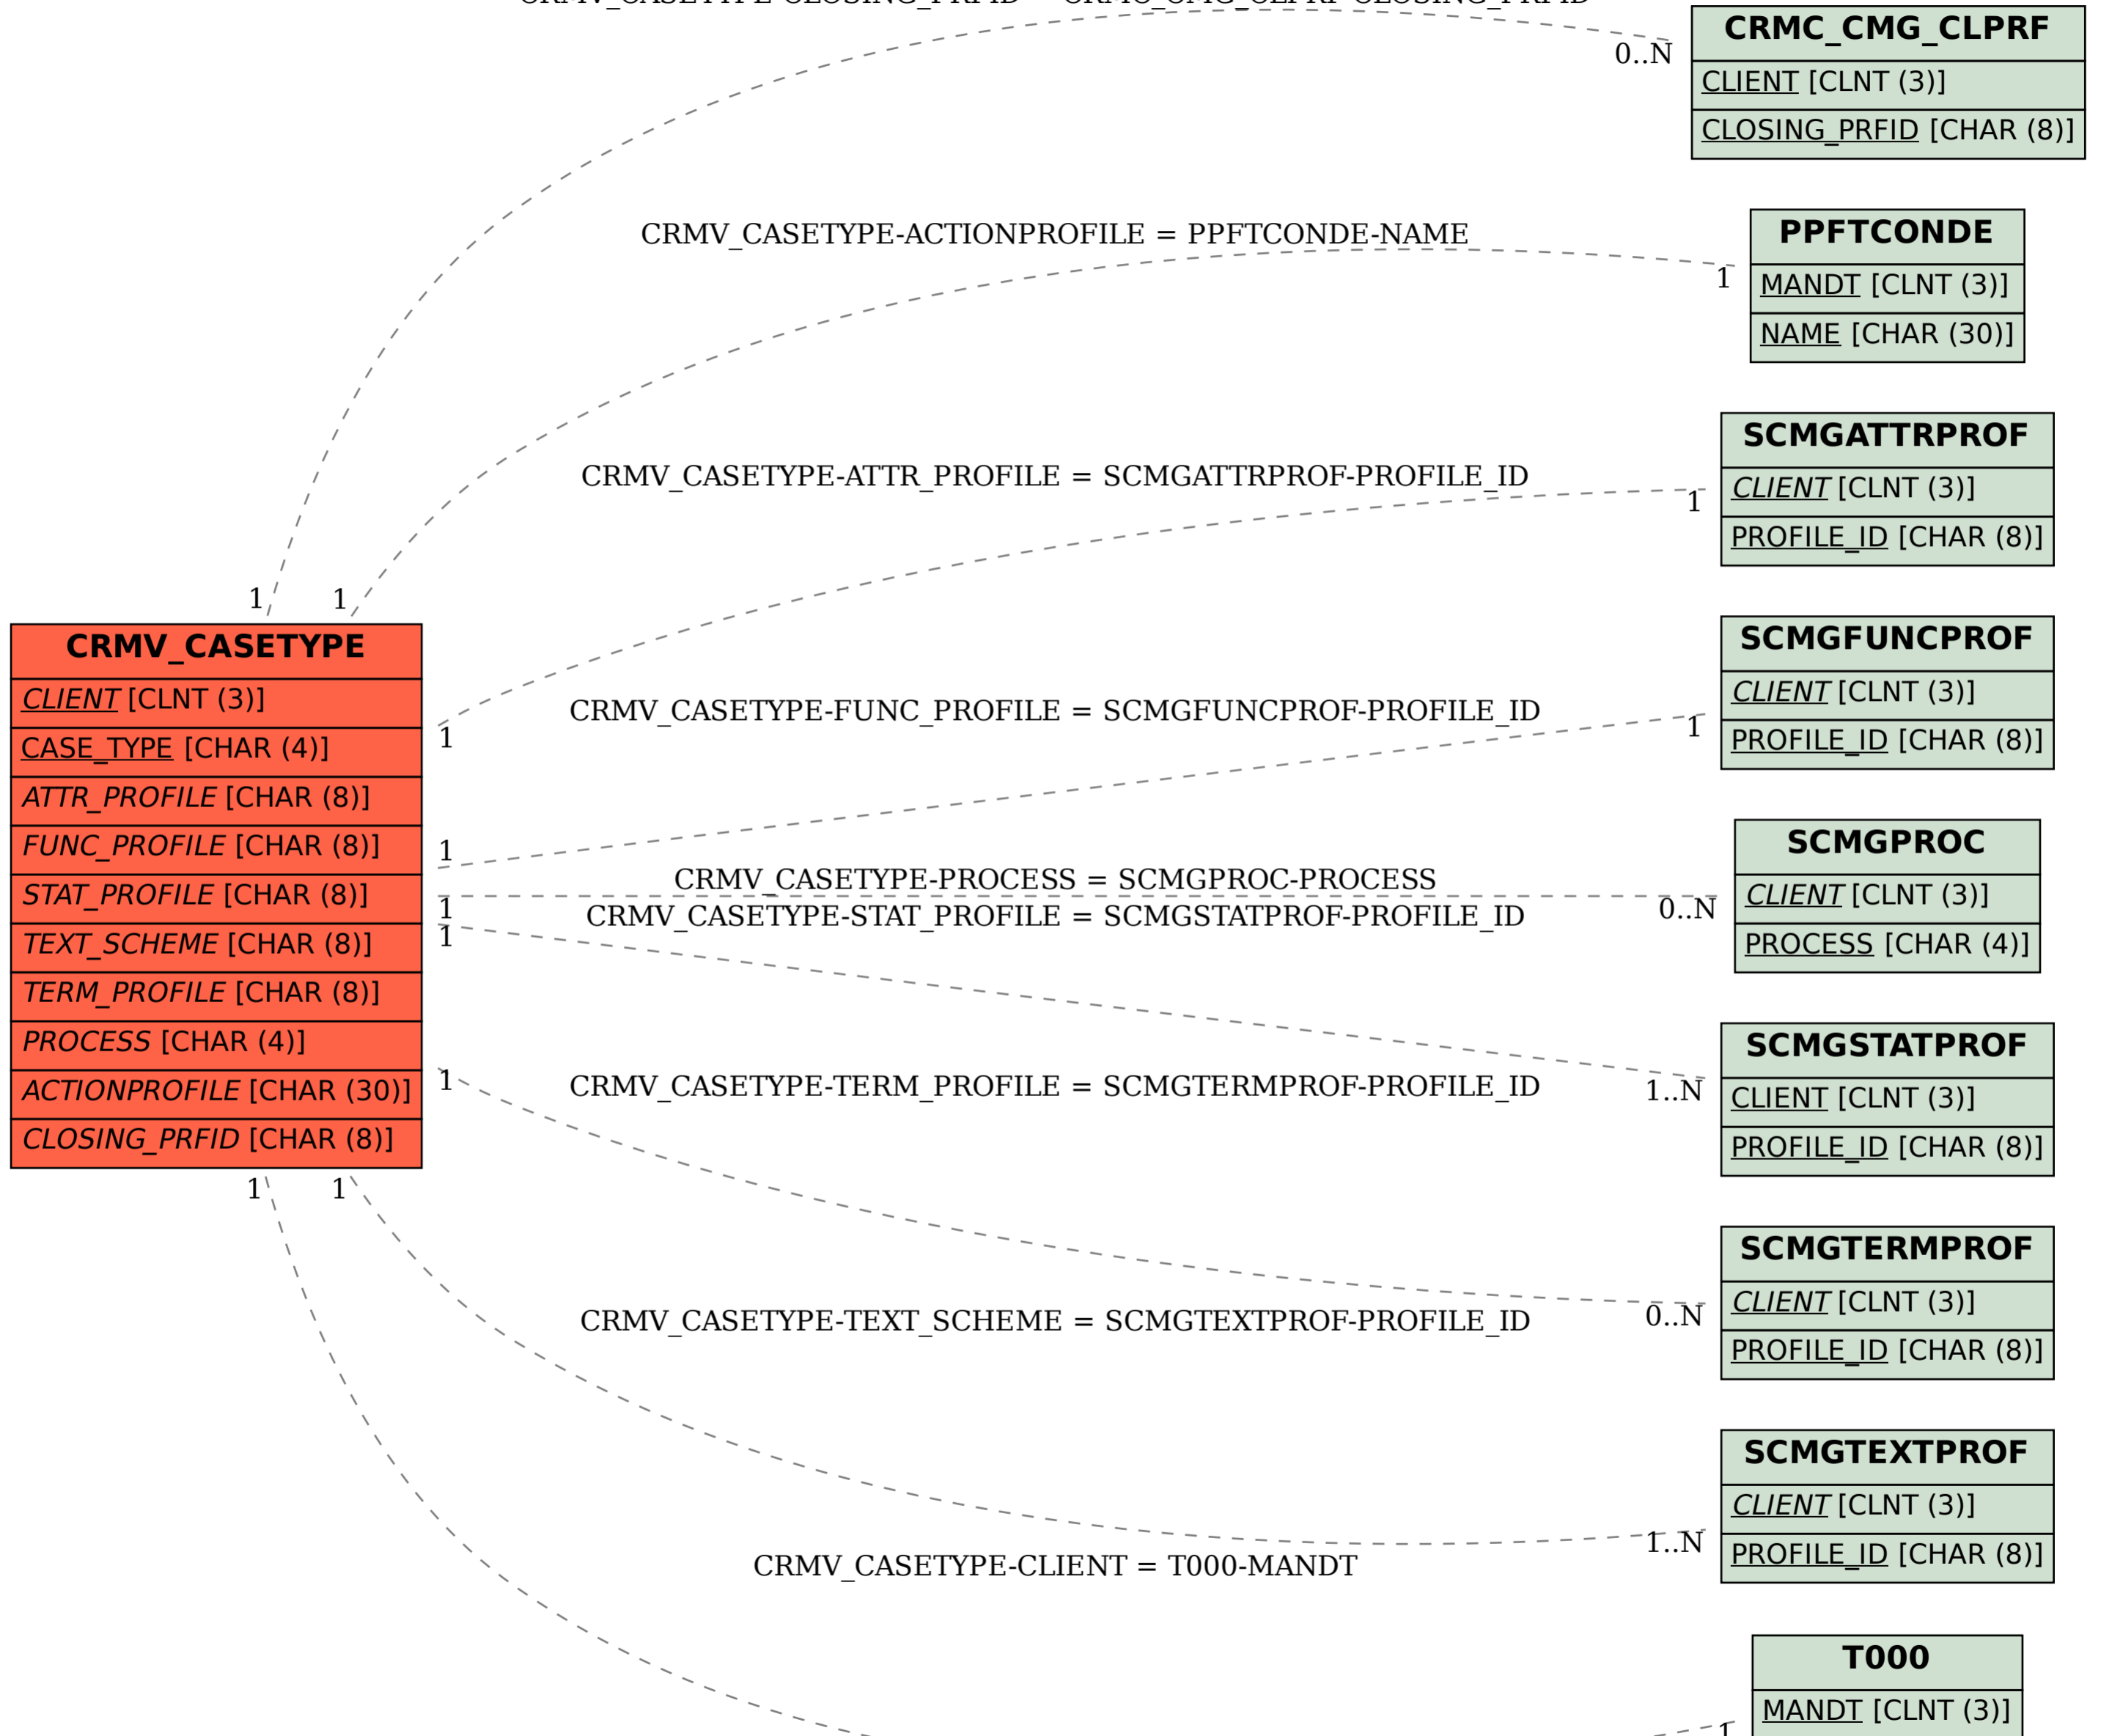 CRMV_CASETYPE-CLOSING_PRFID = CRMC_CMG_CLPRF-CLOSING_PRFID
CRMC_CMG_CLPRF
0..N
CLIENT [CLNT (3)]
CLOSING_PRFID [CHAR (8)]
CRMV_CASETYPE-ACTIONPROFILE = PPFTCONDE-NAME
PPFTCONDE
1
MANDT [CLNT (3)]
NAME [CHAR (30)]
CRMV_CASETYPE-ATTR_PROFILE = SCMGATTRPROF-PROFILE_ID
SCMGATTRPROF
1
CLIENT [CLNT (3)]
PROFILE_ID [CHAR (8)]
1
1
CRMV_CASETYPE
CLIENT [CLNT (3)]
CASE_TYPE [CHAR (4)]
ATTR_PROFILE [CHAR (8)]
FUNC_PROFILE [CHAR (8)]
STAT_PROFILE [CHAR (8)]
TEXT_SCHEME [CHAR (8)]
TERM_PROFILE [CHAR (8)]
PROCESS [CHAR (4)]
ACTIONPROFILE [CHAR (30)]
CLOSING_PRFID [CHAR (8)]
1
1
1
1
1
1
1
CRMV_CASETYPE-FUNC_PROFILE = SCMGFUNCPROF-PROFILE_ID
SCMGFUNCPROF
1
CLIENT [CLNT (3)]
PROFILE_ID [CHAR (8)]
CRMV_CASETYPE-PROCESS = SCMGPROC-PROCESS
SCMGPROC
0..N
CLIENT [CLNT (3)]
PROCESS [CHAR (4)]
CRMV_CASETYPE-STAT_PROFILE = SCMGSTATPROF-PROFILE_ID
SCMGSTATPROF
1..N
CLIENT [CLNT (3)]
PROFILE_ID [CHAR (8)]
CRMV_CASETYPE-TERM_PROFILE = SCMGTERMPROF-PROFILE_ID
SCMGTERMPROF
0..N
CLIENT [CLNT (3)]
PROFILE_ID [CHAR (8)]
CRMV_CASETYPE-TEXT_SCHEME = SCMGTEXTPROF-PROFILE_ID
SCMGTEXTPROF
1..N
CLIENT [CLNT (3)]
PROFILE_ID [CHAR (8)]
CRMV_CASETYPE-CLIENT = T000-MANDT
T000
1
MANDT [CLNT (3)]